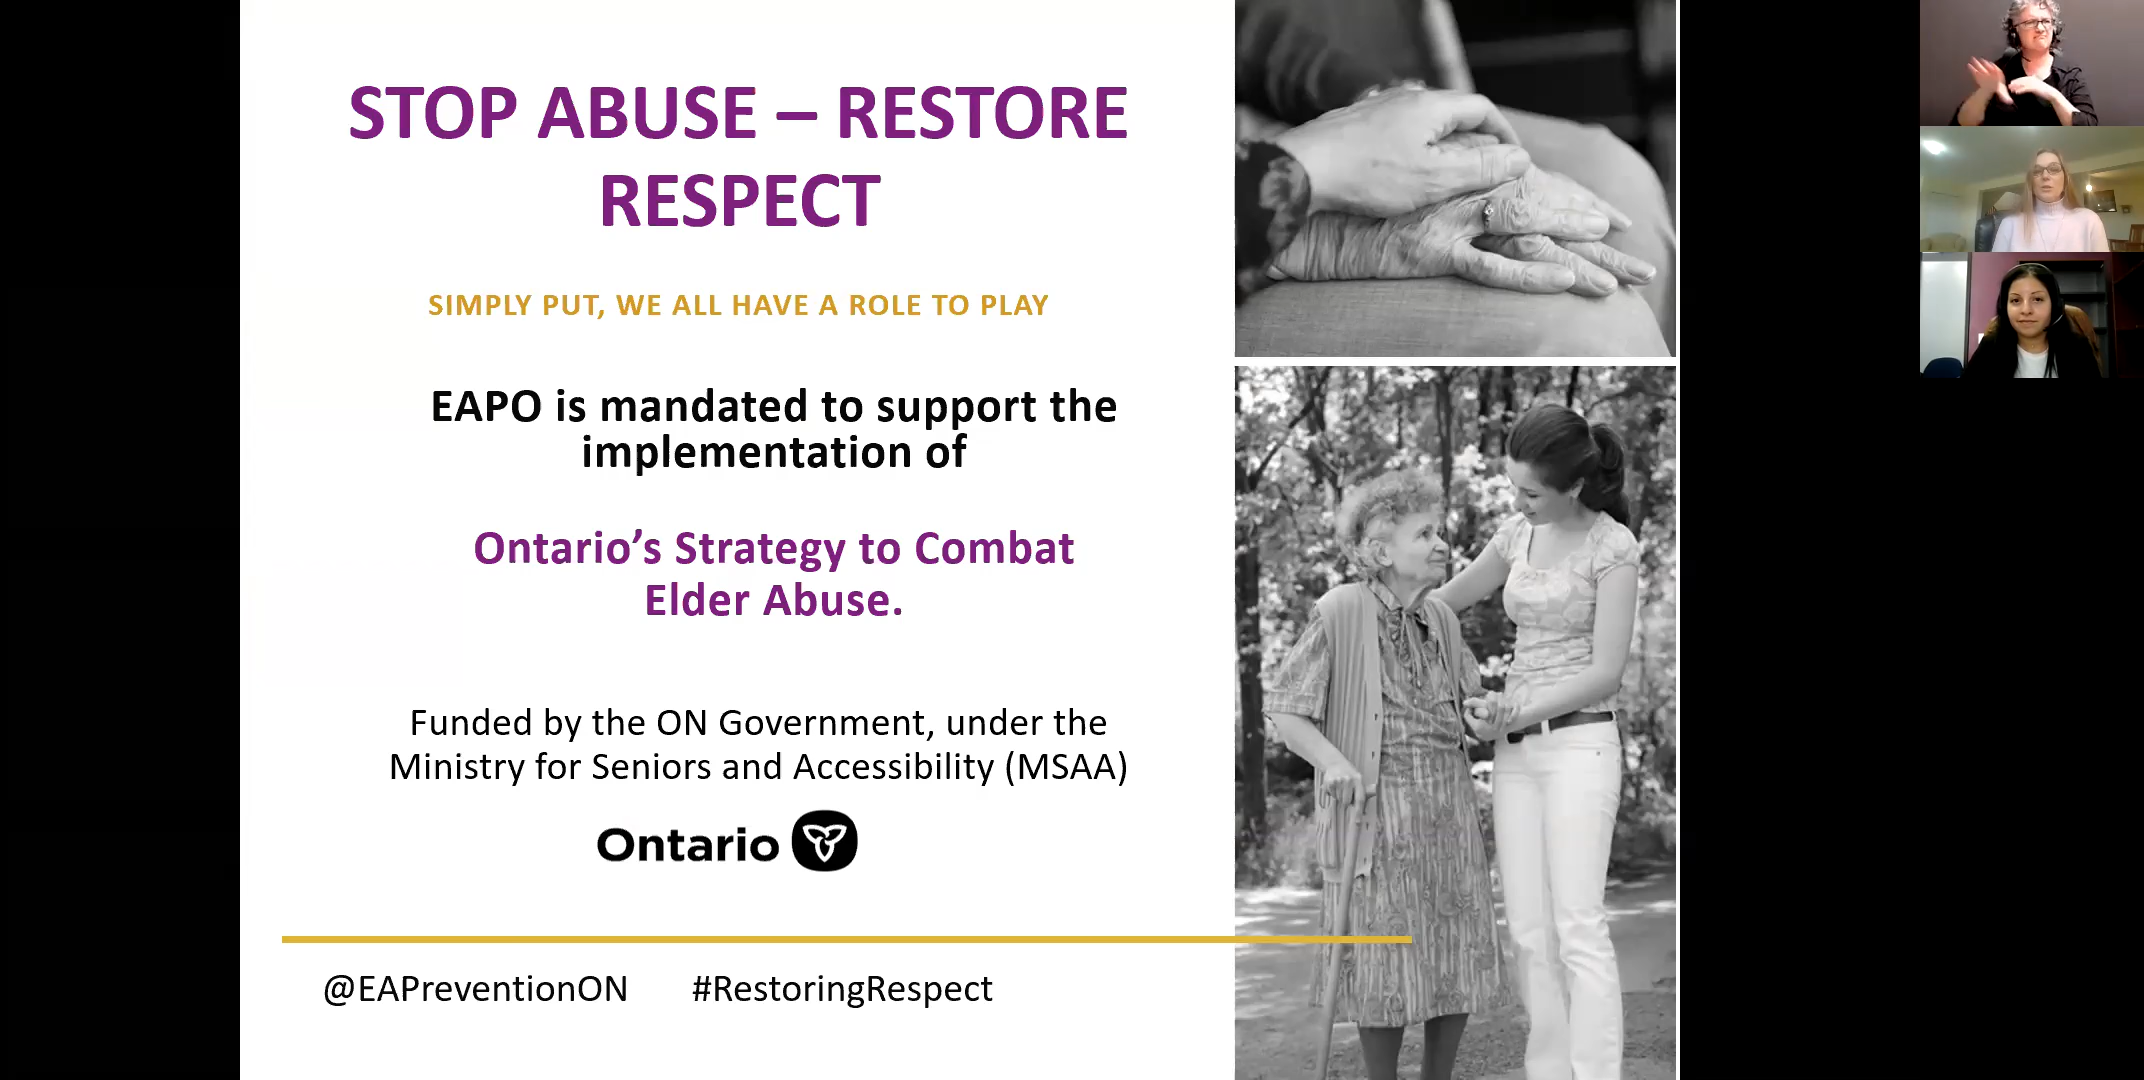 STOP ABUSE – RESTORE
RESPECT
SIMPLY PUT, WE ALL HAVE A ROLE TO PLAY
EAPO is mandated to support the
implementation of
Ontario’s Strategy to Combat
Elder Abuse.
Funded by the ON Government, under the
Ministry for Seniors and Accessibility (MSAA)
Ontario
@EAPreventionON #RestoringRespect